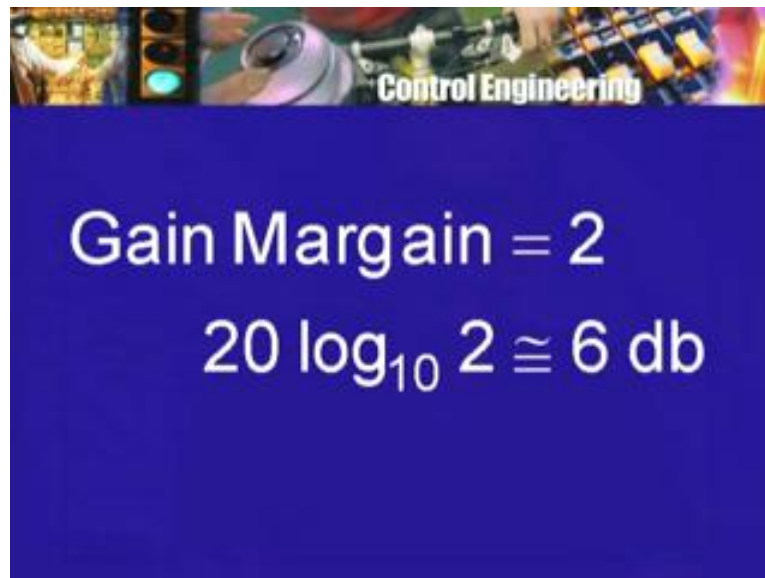 Control Engineering
Gain Margain = 2
20 log₁₀ 2 ≅ 6 db